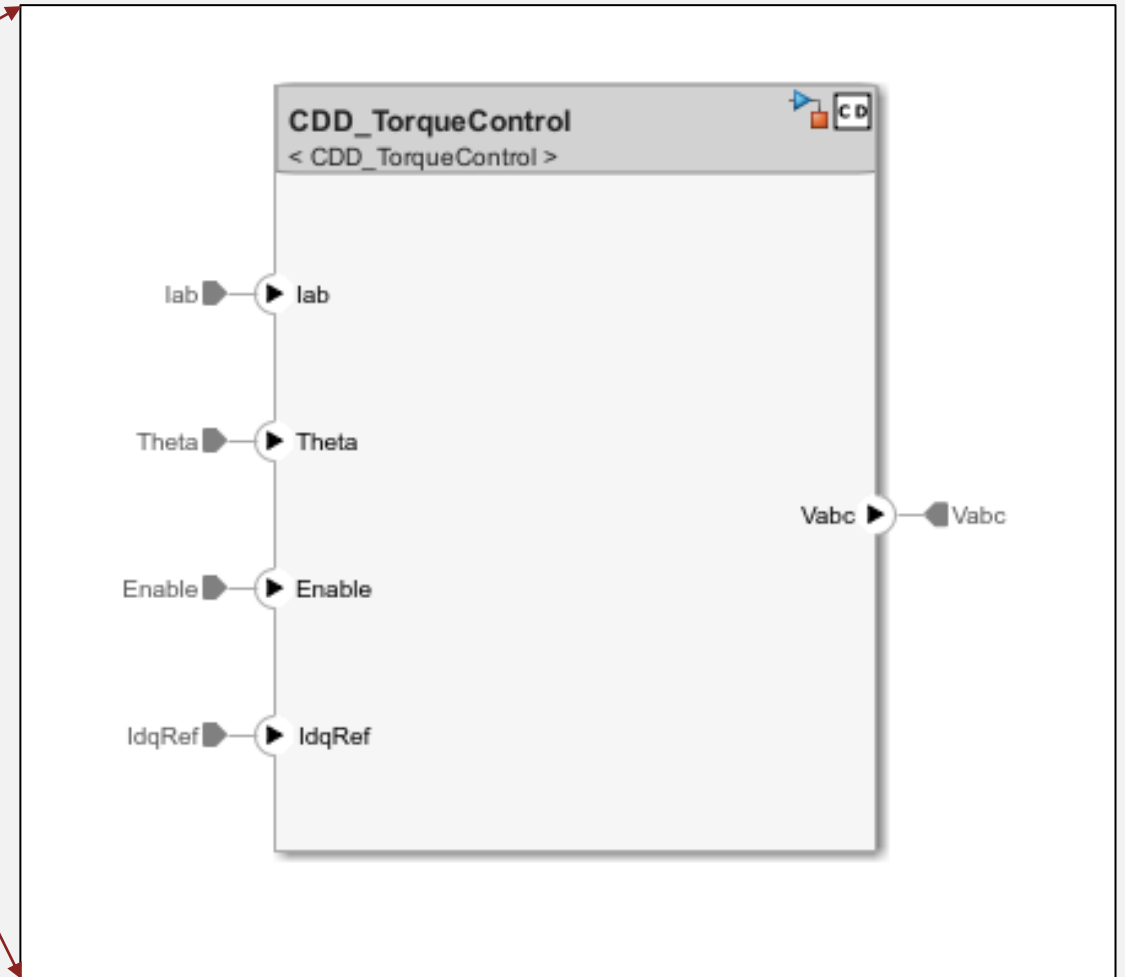 CDD_TorqueControl
CD
< CDD_TorqueControl >
Iab Iab
Theta Theta
Vabc Vabc
Enable Enable
IdqRef IdqRef